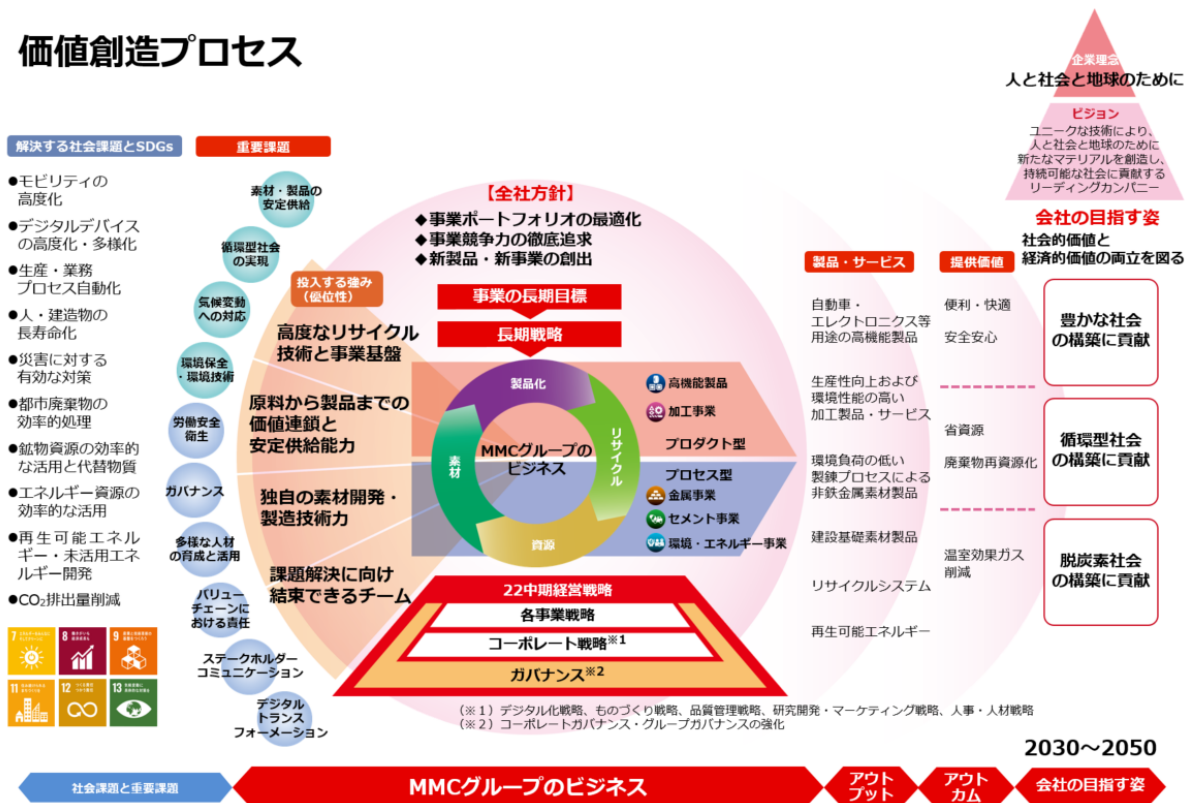 価値創造プロセス
企業理念
人と社会と地球のために
ビジョン
ユニークな技術により、
人と社会と地球のために
新たなマテリアルを創造し、
持続可能な社会に貢献する
リーディングカンパニー
会社の目指す姿
社会的価値と
経済的価値の両立を図る
解決する社会課題とSDGs
●モビリティの
高度化
●デジタルデバイス
の高度化・多様化
●生産・業務
プロセス自動化
●人・建造物の
長寿命化
●災害に対する
有効な対策
●都市廃棄物の
効率的処理
●鉱物資源の効率的
な活用と代替物質
●エネルギー資源の
効率的な活用
●再生可能エネル
ギー・未活用エネ
ルギー開発
●CO₂排出量削減
7
8
9
11
12
13
重要課題
素材・製品の
安定供給
循環型社会
の実現
気候変動
への対応
環境保全
・環境技術
労働安全
衛生
ガバナンス
多様な人材
の育成と活用
バリュー
チェーンに
おける責任
ステークホルダー
コミュニケーション
デジタル
トランス
フォーメーション
投入する強み
（優位性）
高度なリサイクル
技術と事業基盤
原料から製品までの
価値連鎖と
安定供給能力
独自の素材開発・
製造技術力
課題解決に向け
結束できるチーム
【全社方針】
◆事業ポートフォリオの最適化
◆事業競争力の徹底追求
◆新製品・新事業の創出
事業の長期目標
長期戦略
製品化
リサイクル
資源
素材
MMCグループの
ビジネス
高機能製品
加工事業
プロダクト型
プロセス型
金属事業
セメント事業
環境・エネルギー事業
22中期経営戦略
各事業戦略
コーポレート戦略※1
ガバナンス※2
（※１）デジタル化戦略、ものづくり戦略、品質管理戦略、研究開発・マーケティング戦略、人事・人材戦略
（※２）コーポレートガバナンス・グループガバナンスの強化
製品・サービス
自動車・
エレクトロニクス等
用途の高機能製品
生産性向上および
環境性能の高い
加工製品・サービス
環境負荷の低い
製錬プロセスによる
非鉄金属素材製品
建設基礎素材製品
リサイクルシステム
再生可能エネルギー
提供価値
便利・快適
安全安心
省資源
廃棄物再資源化
温室効果ガス
削減
豊かな社会
の構築に貢献
循環型社会
の構築に貢献
脱炭素社会
の構築に貢献
2030～2050
社会課題と重要課題
MMCグループのビジネス
アウト
プット
アウト
カム
会社の目指す姿